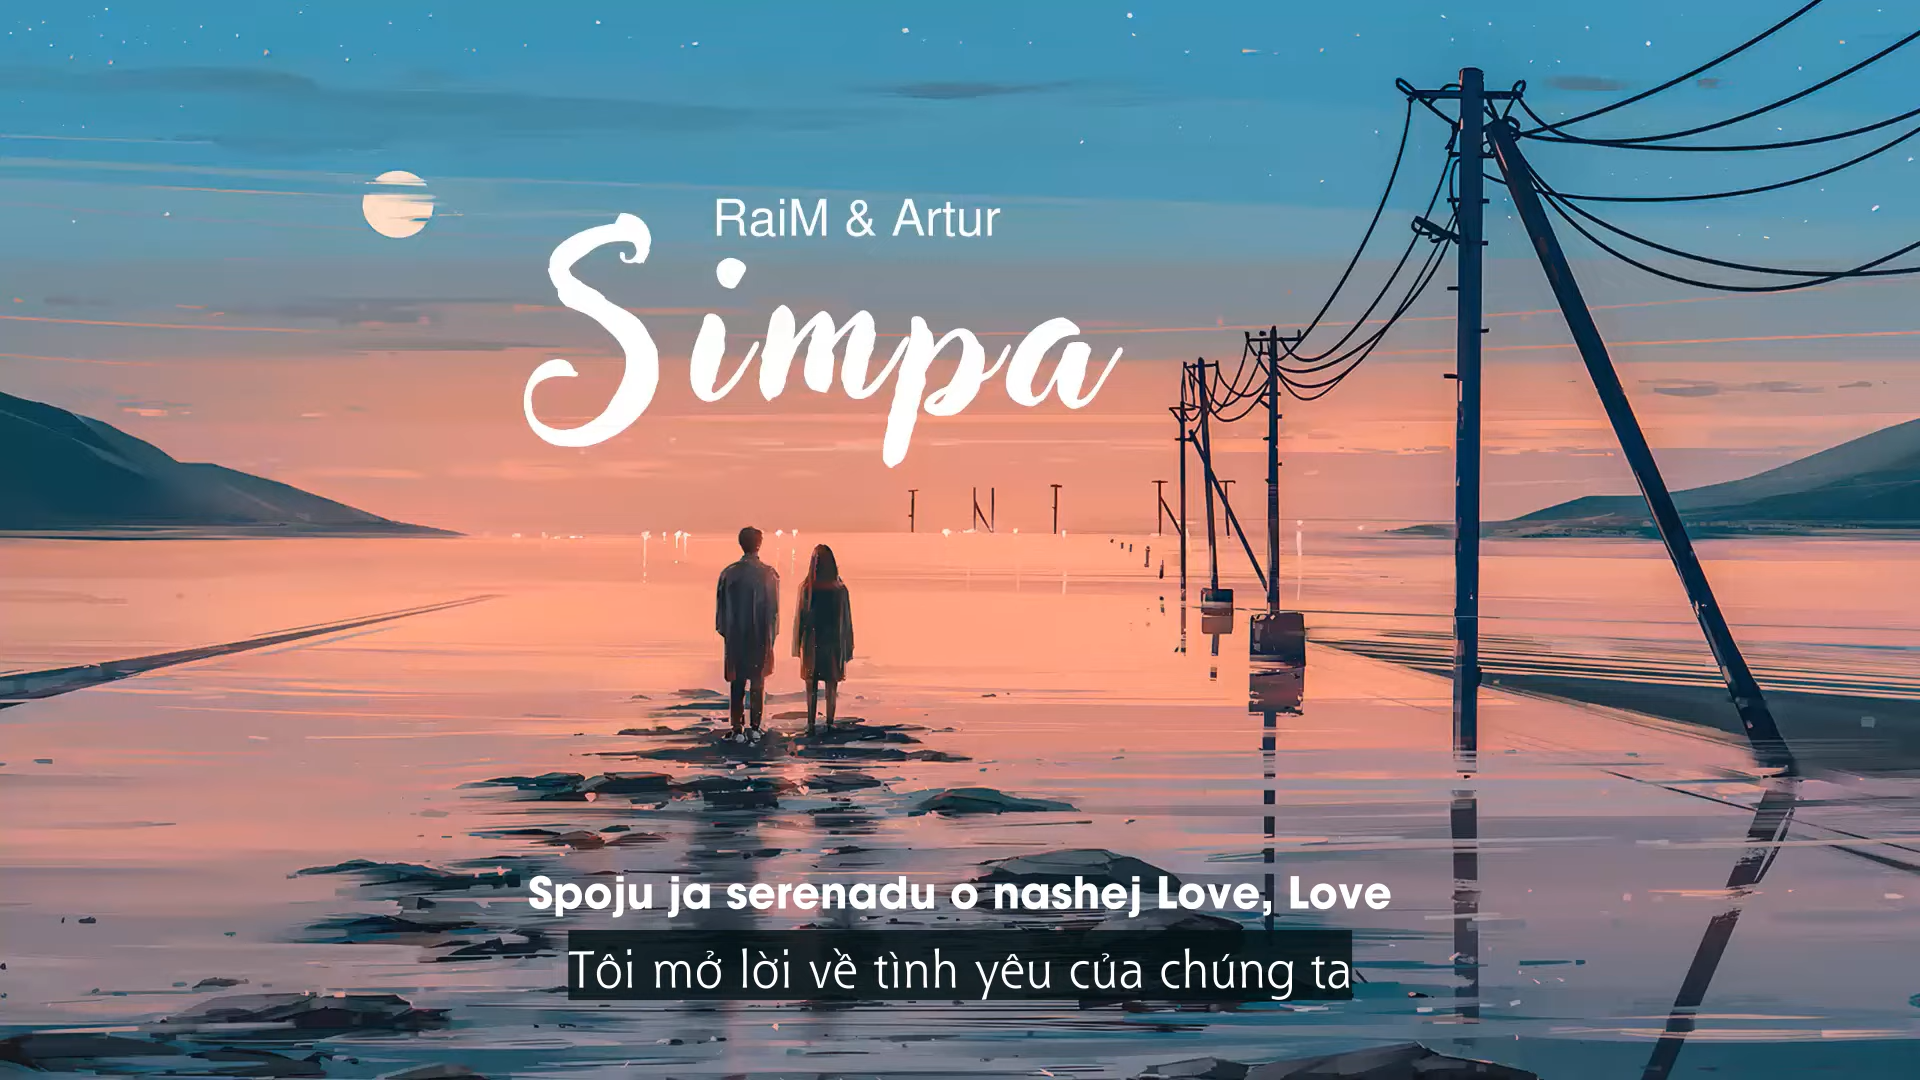 RaiM & Artur
Simpa
Spoju ja serenadu o nashej Love, Love
Tôi mở lời về tình yêu của chúng ta